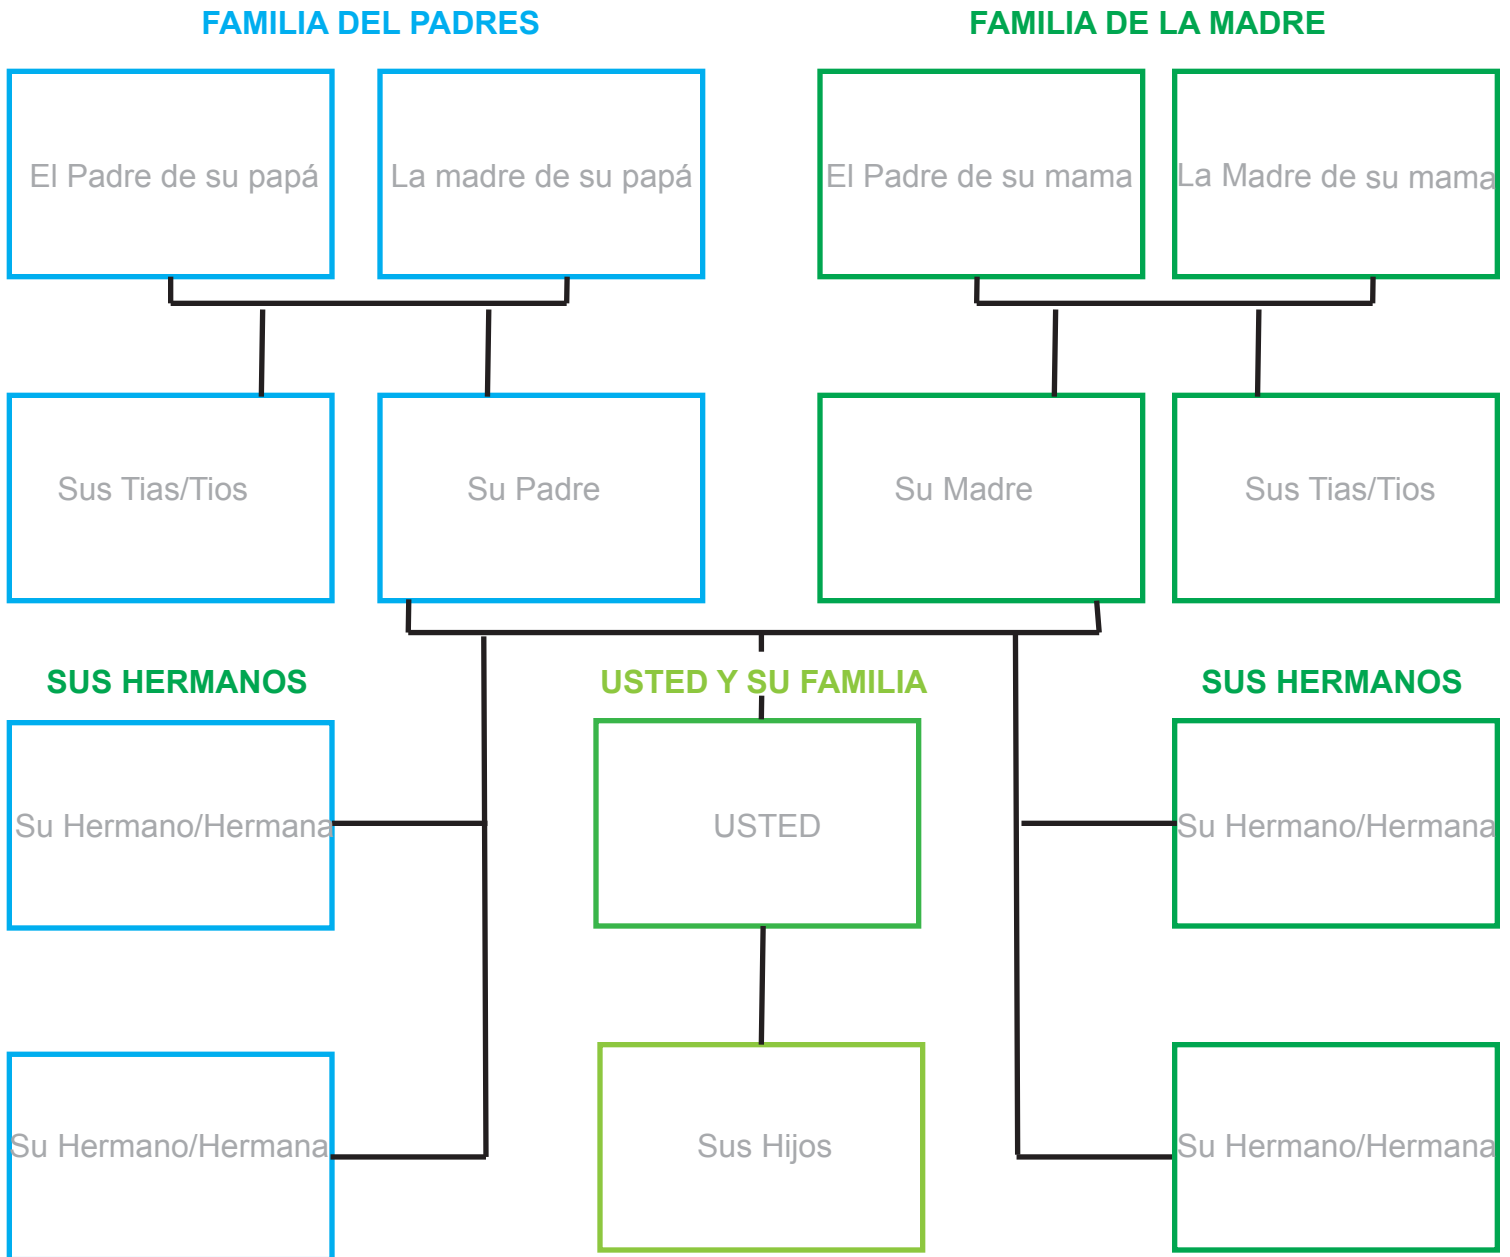 FAMILIA DEL PADRES
FAMILIA DE LA MADRE
El Padre de su papá
La madre de su papá
El Padre de su mama
La Madre de su mama
Sus Tias/Tios
Su Padre
Su Madre
Sus Tias/Tios
SUS HERMANOS
USTED Y SU FAMILIA
SUS HERMANOS
Su Hermano/Hermana
USTED
Su Hermano/Hermana
Su Hermano/Hermana
Sus Hijos
Su Hermano/Hermana